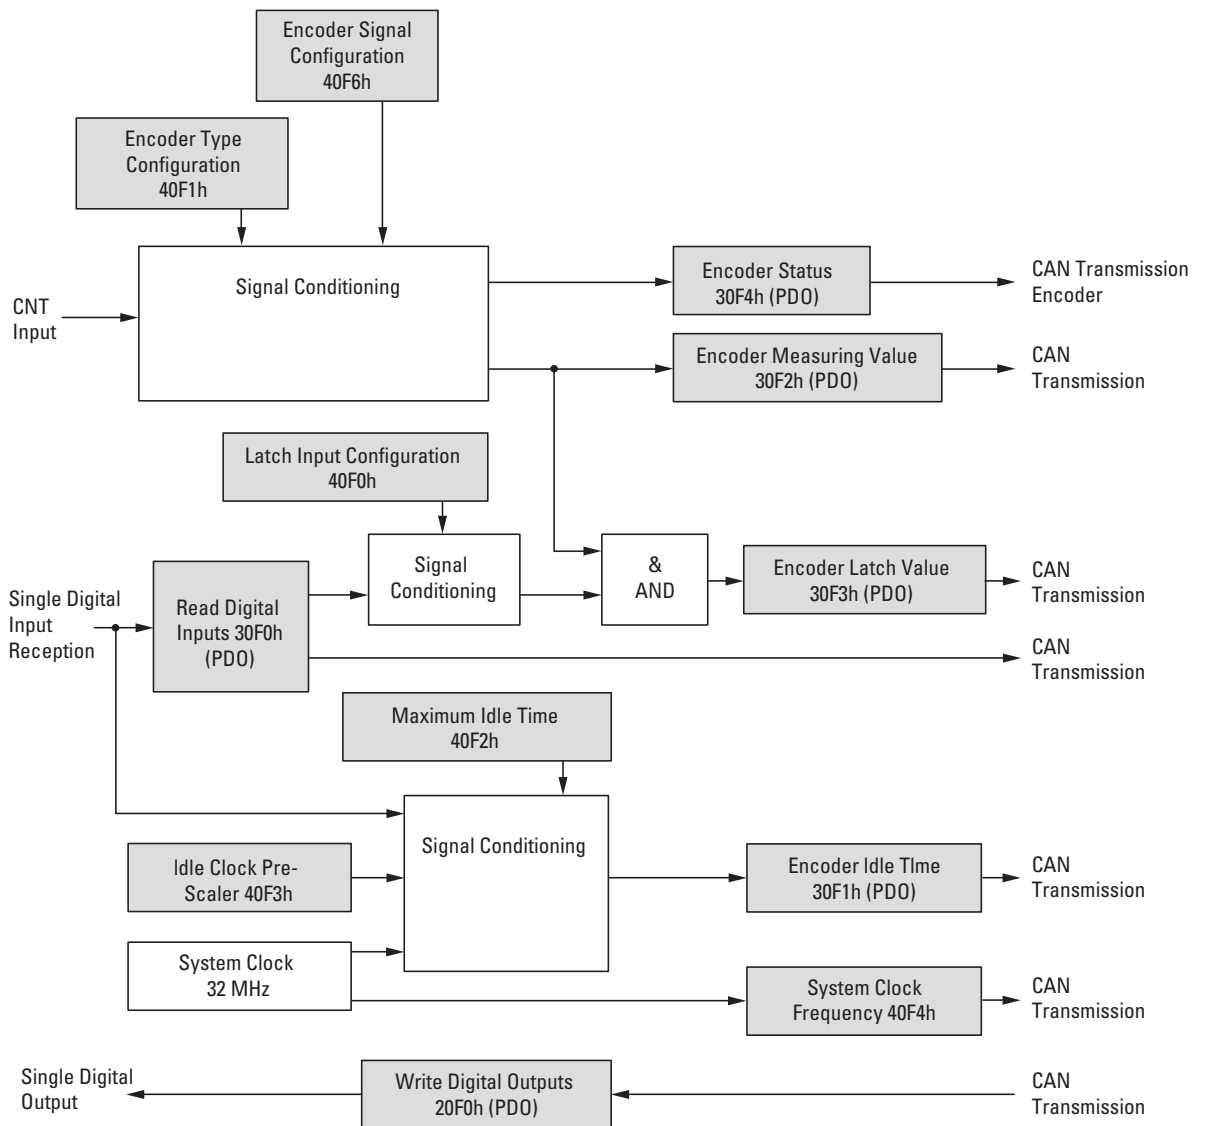 Encoder Signal
Configuration
40F6h
Encoder Type
Configuration
40F1h
Signal Conditioning
CNT
Input
Encoder Status
30F4h (PDO)
CAN Transmission
Encoder
Encoder Measuring Value
30F2h (PDO)
CAN
Transmission
Latch Input Configuration
40F0h
Signal
Conditioning
&
AND
Encoder Latch Value
30F3h (PDO)
CAN
Transmission
Single Digital
Input
Reception
Read Digital
Inputs 30F0h
(PDO)
CAN
Transmission
Maximum Idle Time
40F2h
Signal Conditioning
Idle Clock Pre-
Scaler 40F3h
Encoder Idle TIme
30F1h (PDO)
CAN
Transmission
System Clock
32 MHz
System Clock
Frequency 40F4h
CAN
Transmission
Single Digital
Output
Write Digital Outputs
20F0h (PDO)
CAN
Transmission